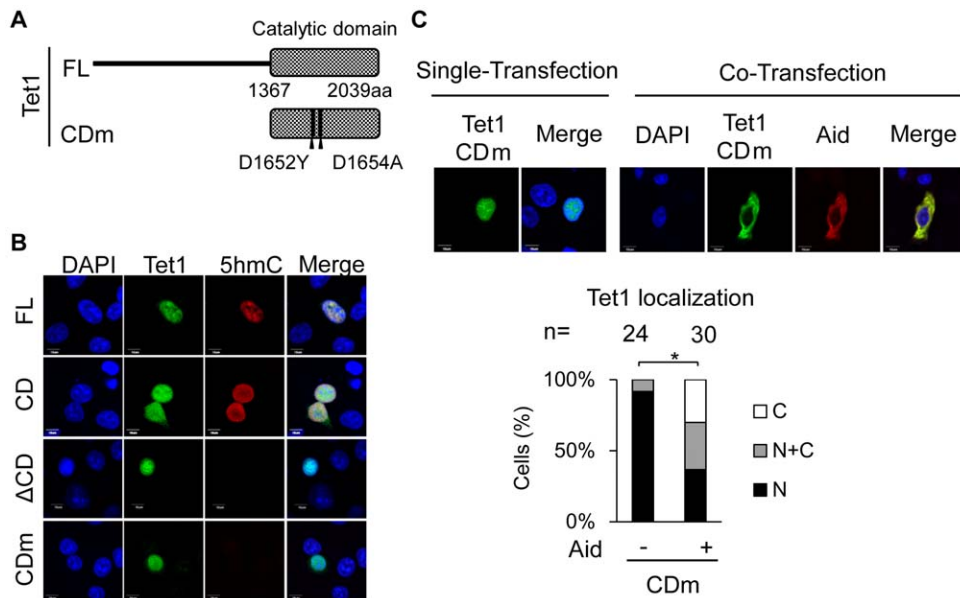 A
Catalytic domain
Tet1
FL
1367 2039aa
CDm
D1652Y D1654A
B
DAPI Tet1 5hmC Merge
FL
CD
ΔCD
CDm
C
Single-Transfection Co-Transfection
Tet1 CDm Merge DAPI Tet1 CDm Aid Merge
Tet1 localization
n= 24 30
*
100%
50%
0%
Cells (%)
C
N+C
N
Aid - +
CDm